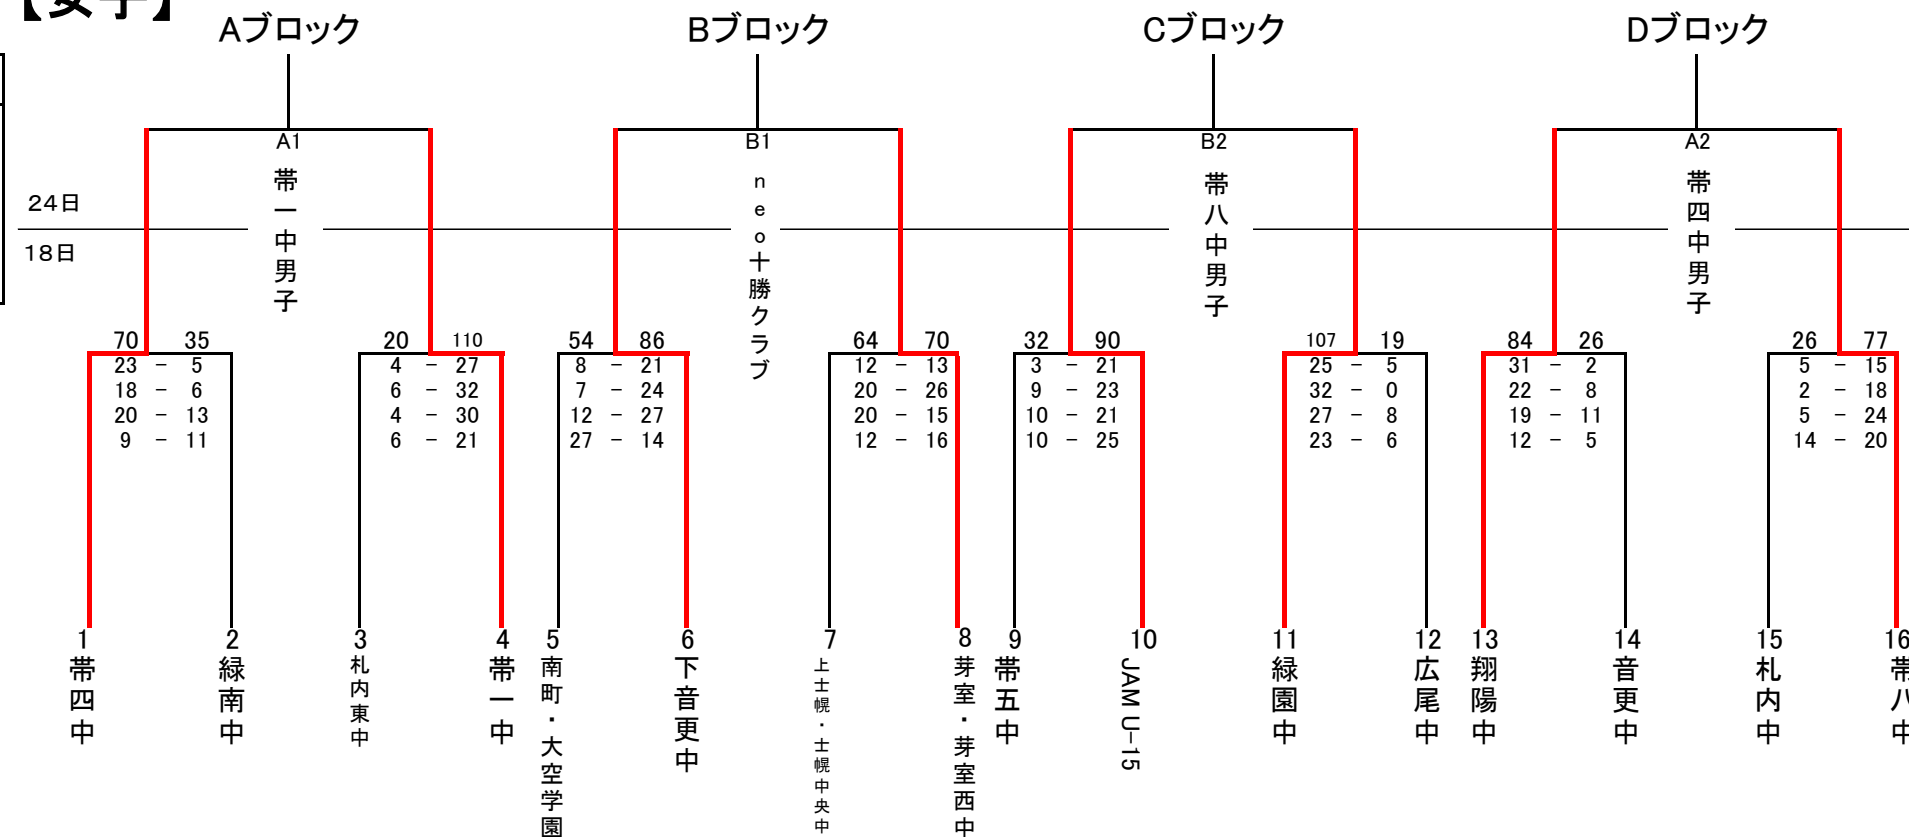 【女子】
Aブロック Bブロック Cブロック Dブロック
A1 B1 B2 A2
帯一中男子
neo十勝クラブ
帯八中男子
帯四中男子
24日
18日
70 35 20 110 54 86 64 70 32 90 107 19 84 26 26 77
23 - 5 4 - 27 8 - 21 12 - 13 3 - 21 25 - 5 31 - 2 5 - 15
18 - 6 6 - 32 7 - 24 20 - 26 9 - 23 32 - 0 22 - 8 2 - 18
20 - 13 4 - 30 12 - 27 20 - 15 10 - 21 27 - 8 19 - 11 5 - 24
9 - 11 6 - 21 27 - 14 12 - 16 10 - 25 23 - 6 12 - 5 14 - 20
1 2 3 4 5 6 7 8 9 10 11 12 13 14 15 16
帯四中
緑南中
札内東中
帯一中
南町・大空学園
下音更中
上士幌・士幌中央中
芽室・芽室西中
帯五中
JAM U-15
緑園中
広尾中
翔陽中
音更中
札内中
帯八中